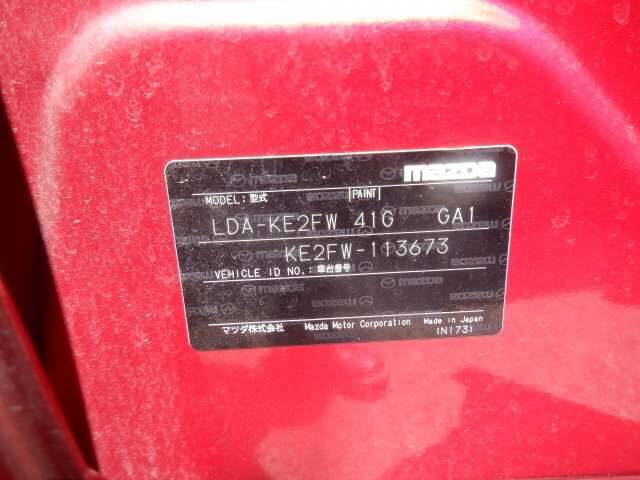 mazda
MODEL: 型式 PAINT
LDA-KE2FW 41G GA1
KE2FW-113673
VEHICLE ID NO.: 車台番号
マツダ株式会社 Mazda Motor Corporation Made in Japan
(N173)